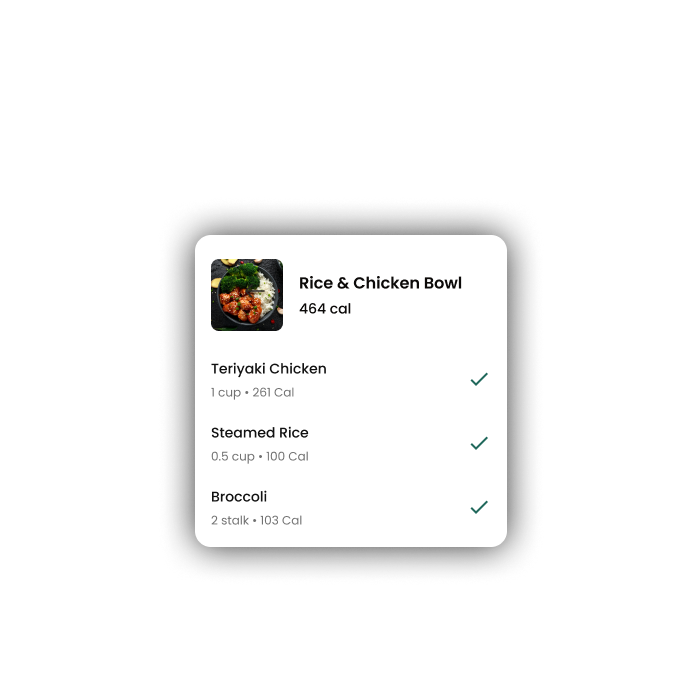 Rice & Chicken Bowl
464 cal
Teriyaki Chicken
1 cup • 261 Cal
Steamed Rice
0.5 cup • 100 Cal
Broccoli
2 stalk • 103 Cal